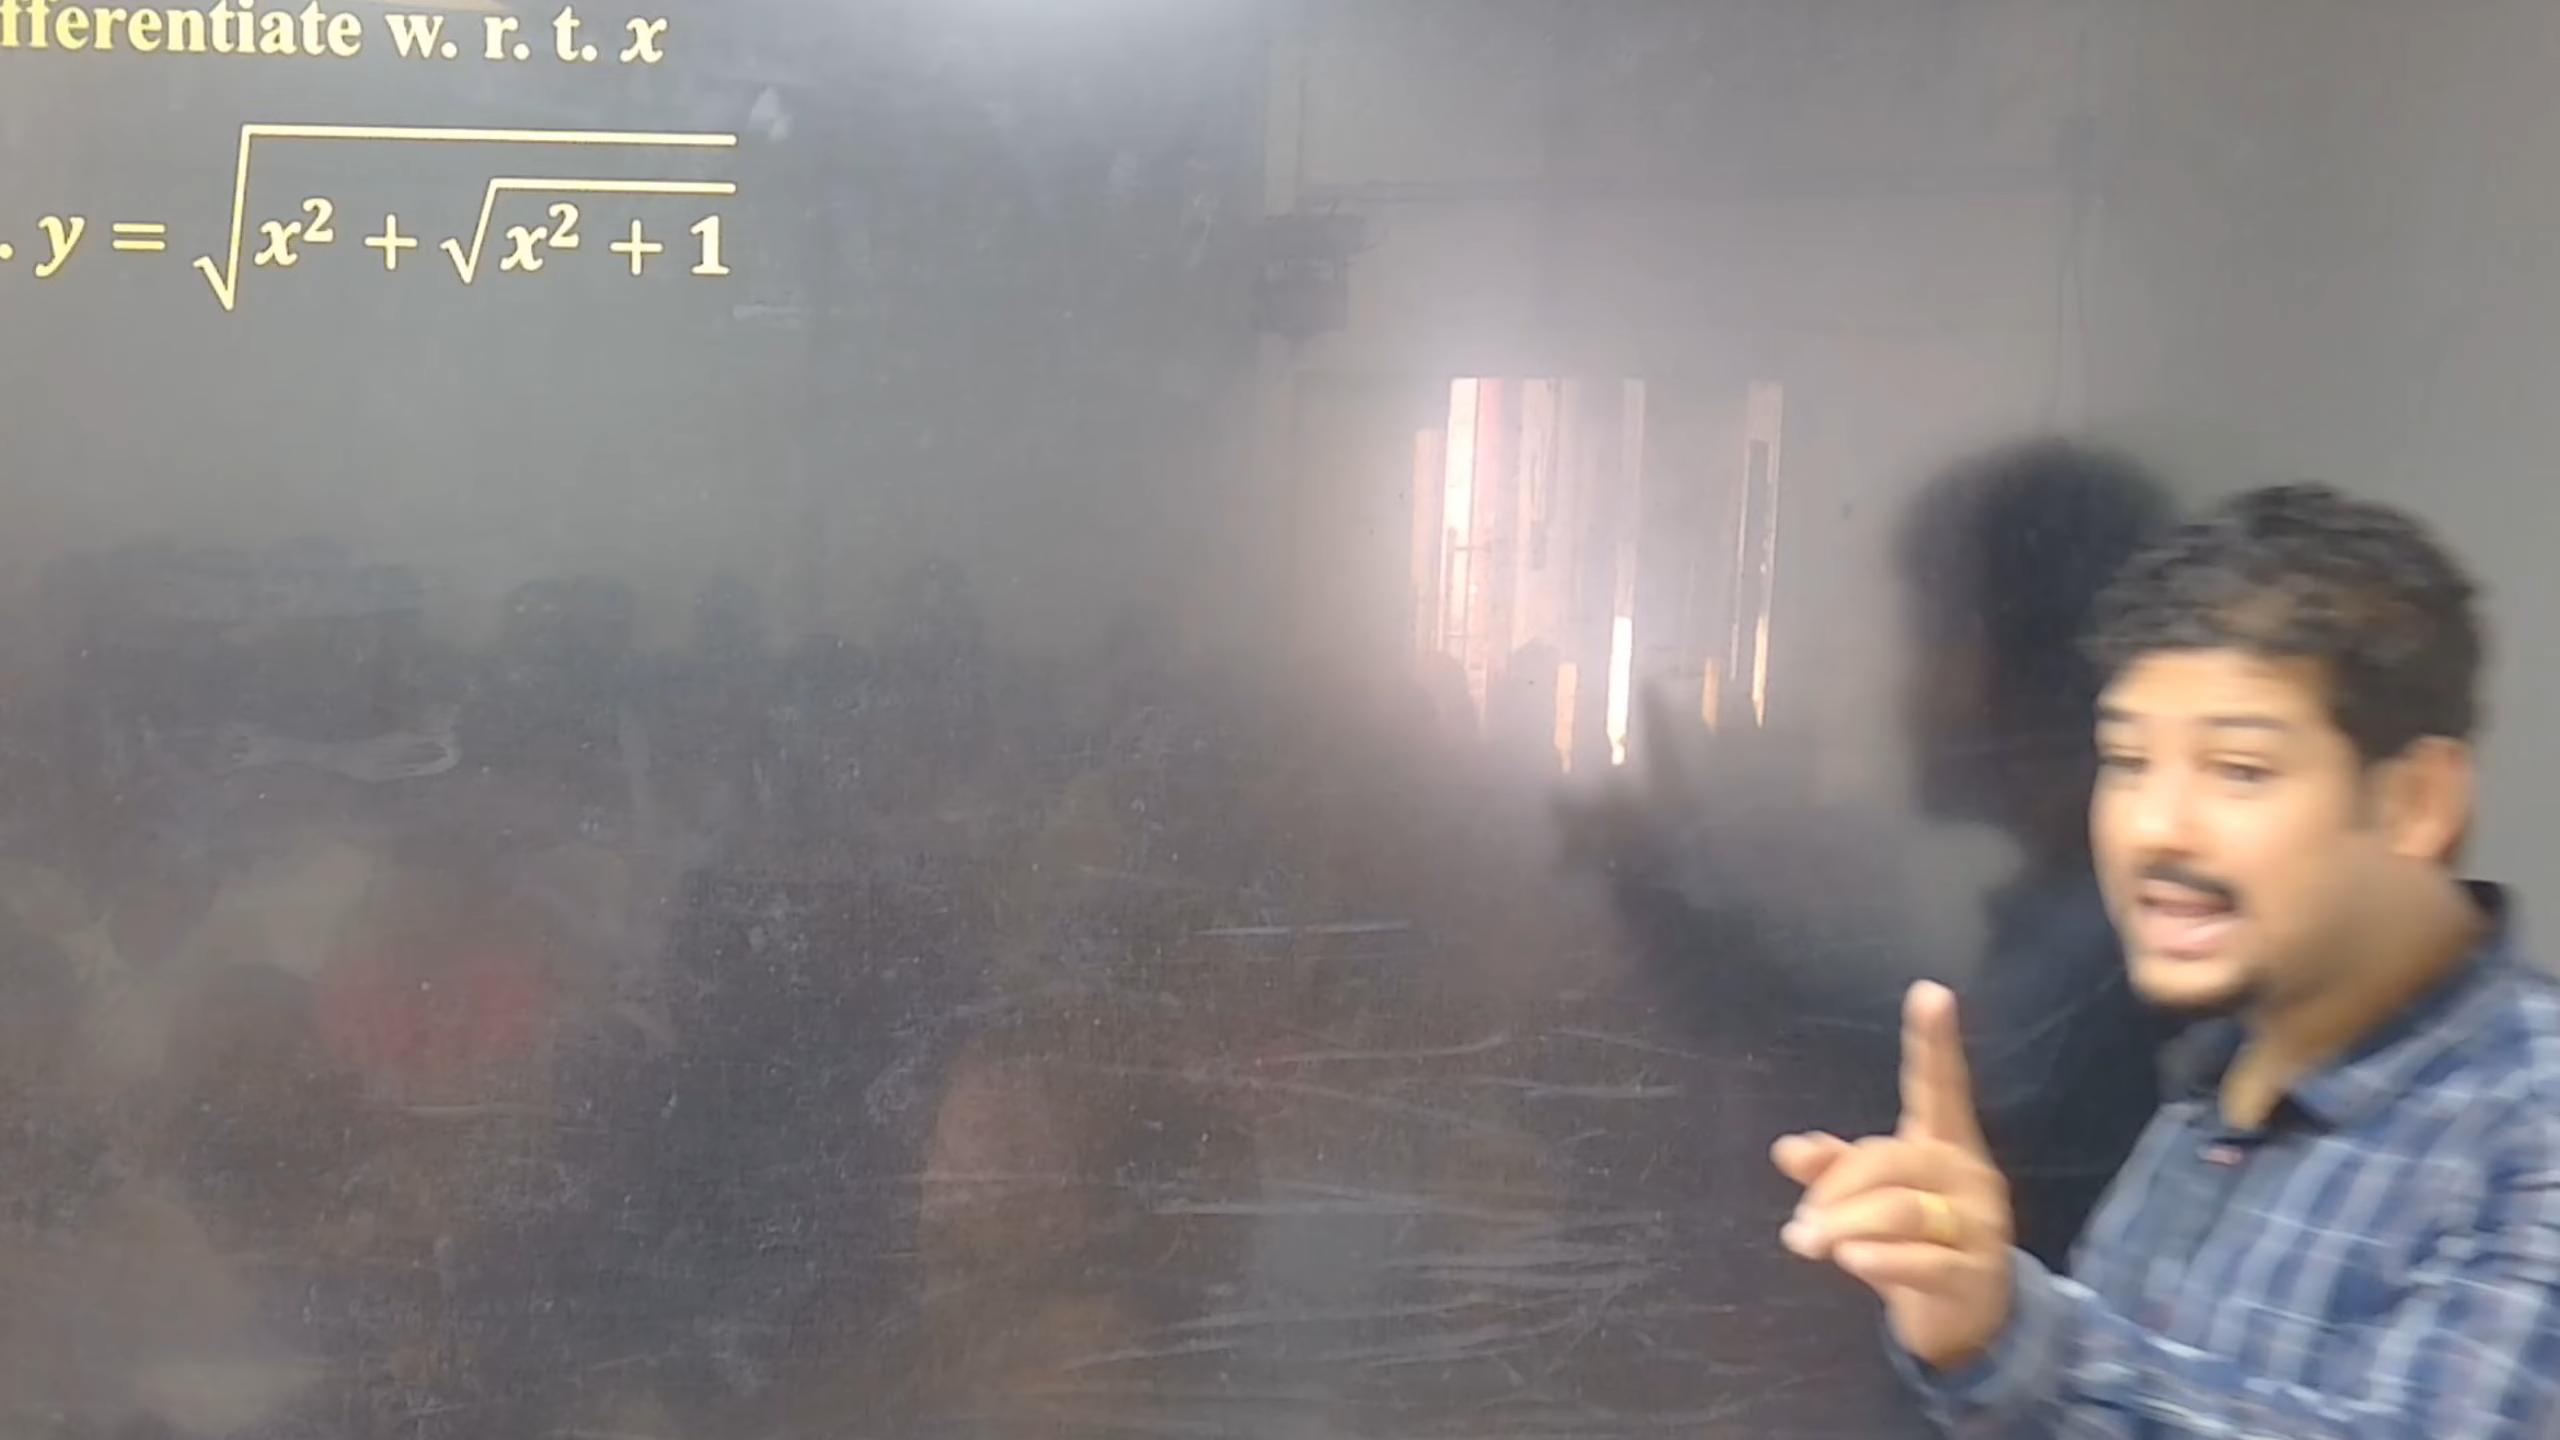 fferentiate w. r. t. x
. y = √(x² + √(x² + 1))